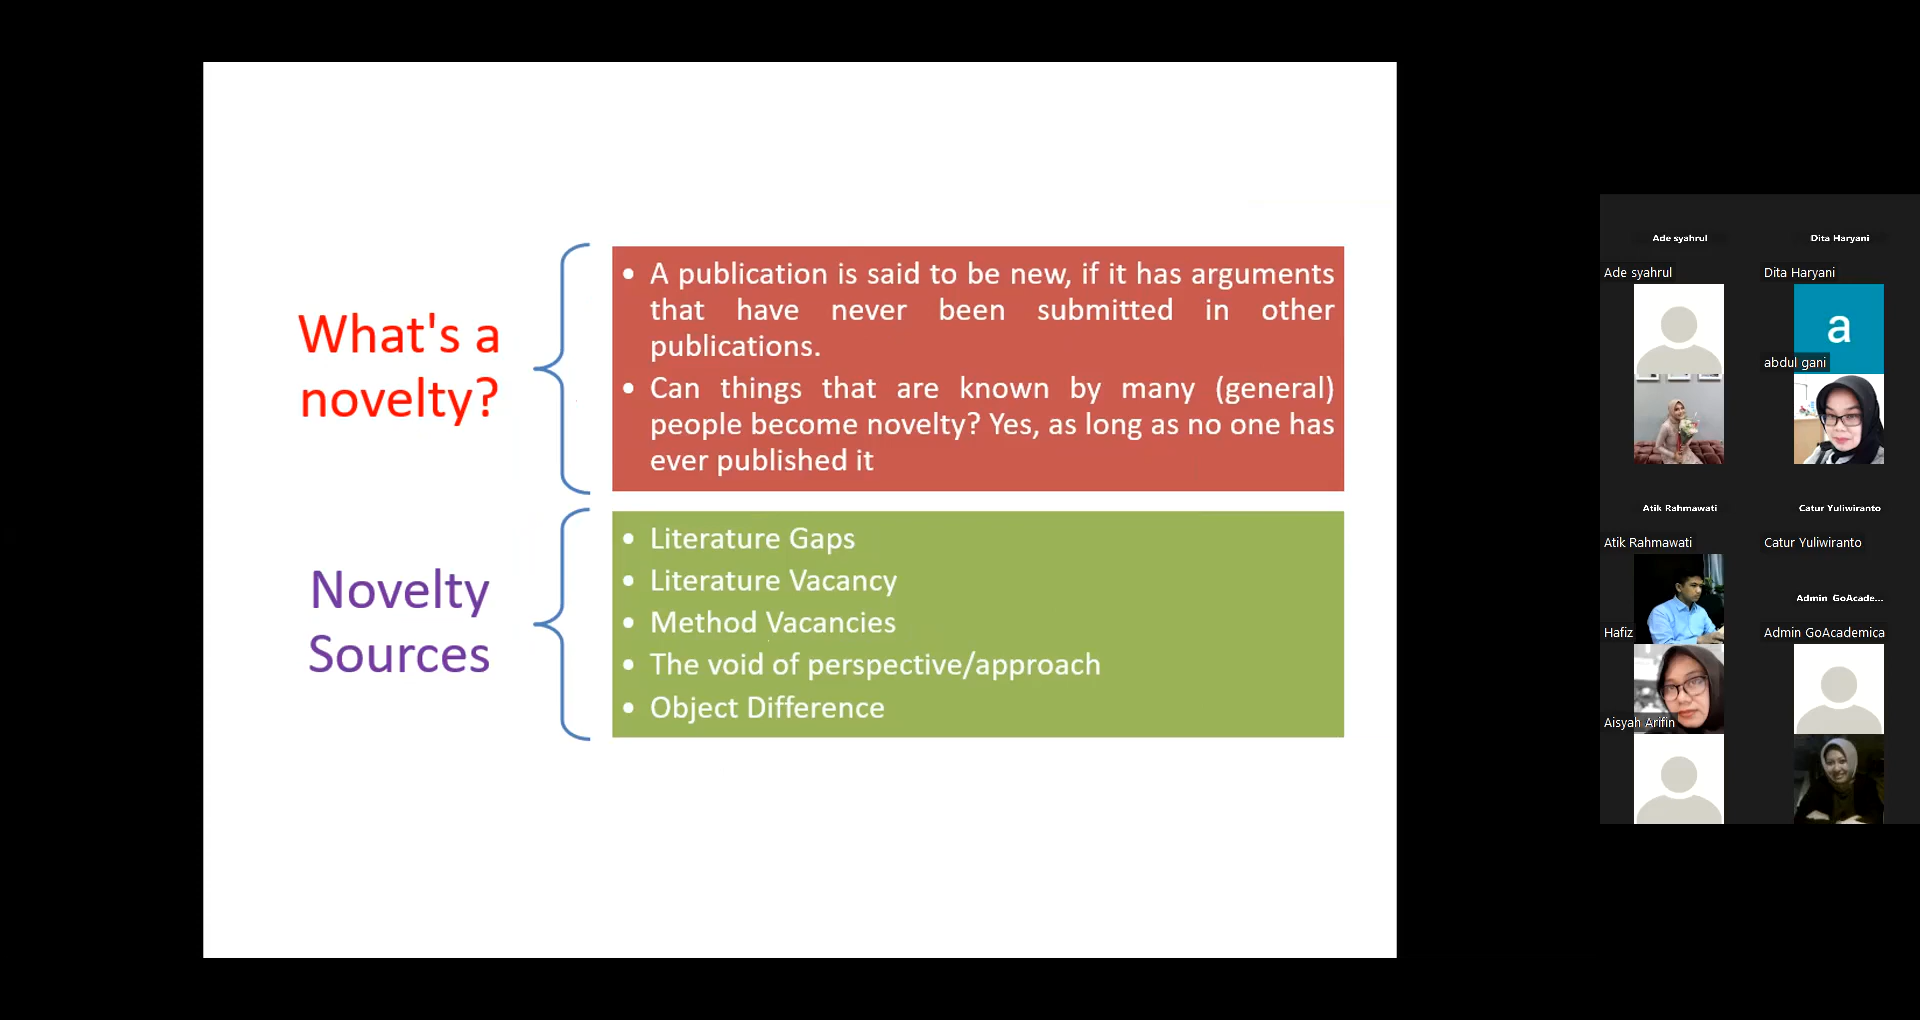 What's a
novelty?
• A publication is said to be new, if it has arguments
that have never been submitted in other
publications.
• Can things that are known by many (general)
people become novelty? Yes, as long as no one has
ever published it
Novelty
Sources
• Literature Gaps
• Literature Vacancy
• Method Vacancies
• The void of perspective/approach
• Object Difference
Ade syahrul
Dita Haryani
Ade syahrul
Dita Haryani
a
abdul gani
Atik Rahmawati
Catur Yuliwiranto
Atik Rahmawati
Catur Yuliwiranto
Admin GoAcade...
Hafiz
Admin GoAcademica
Aisyah Arifin